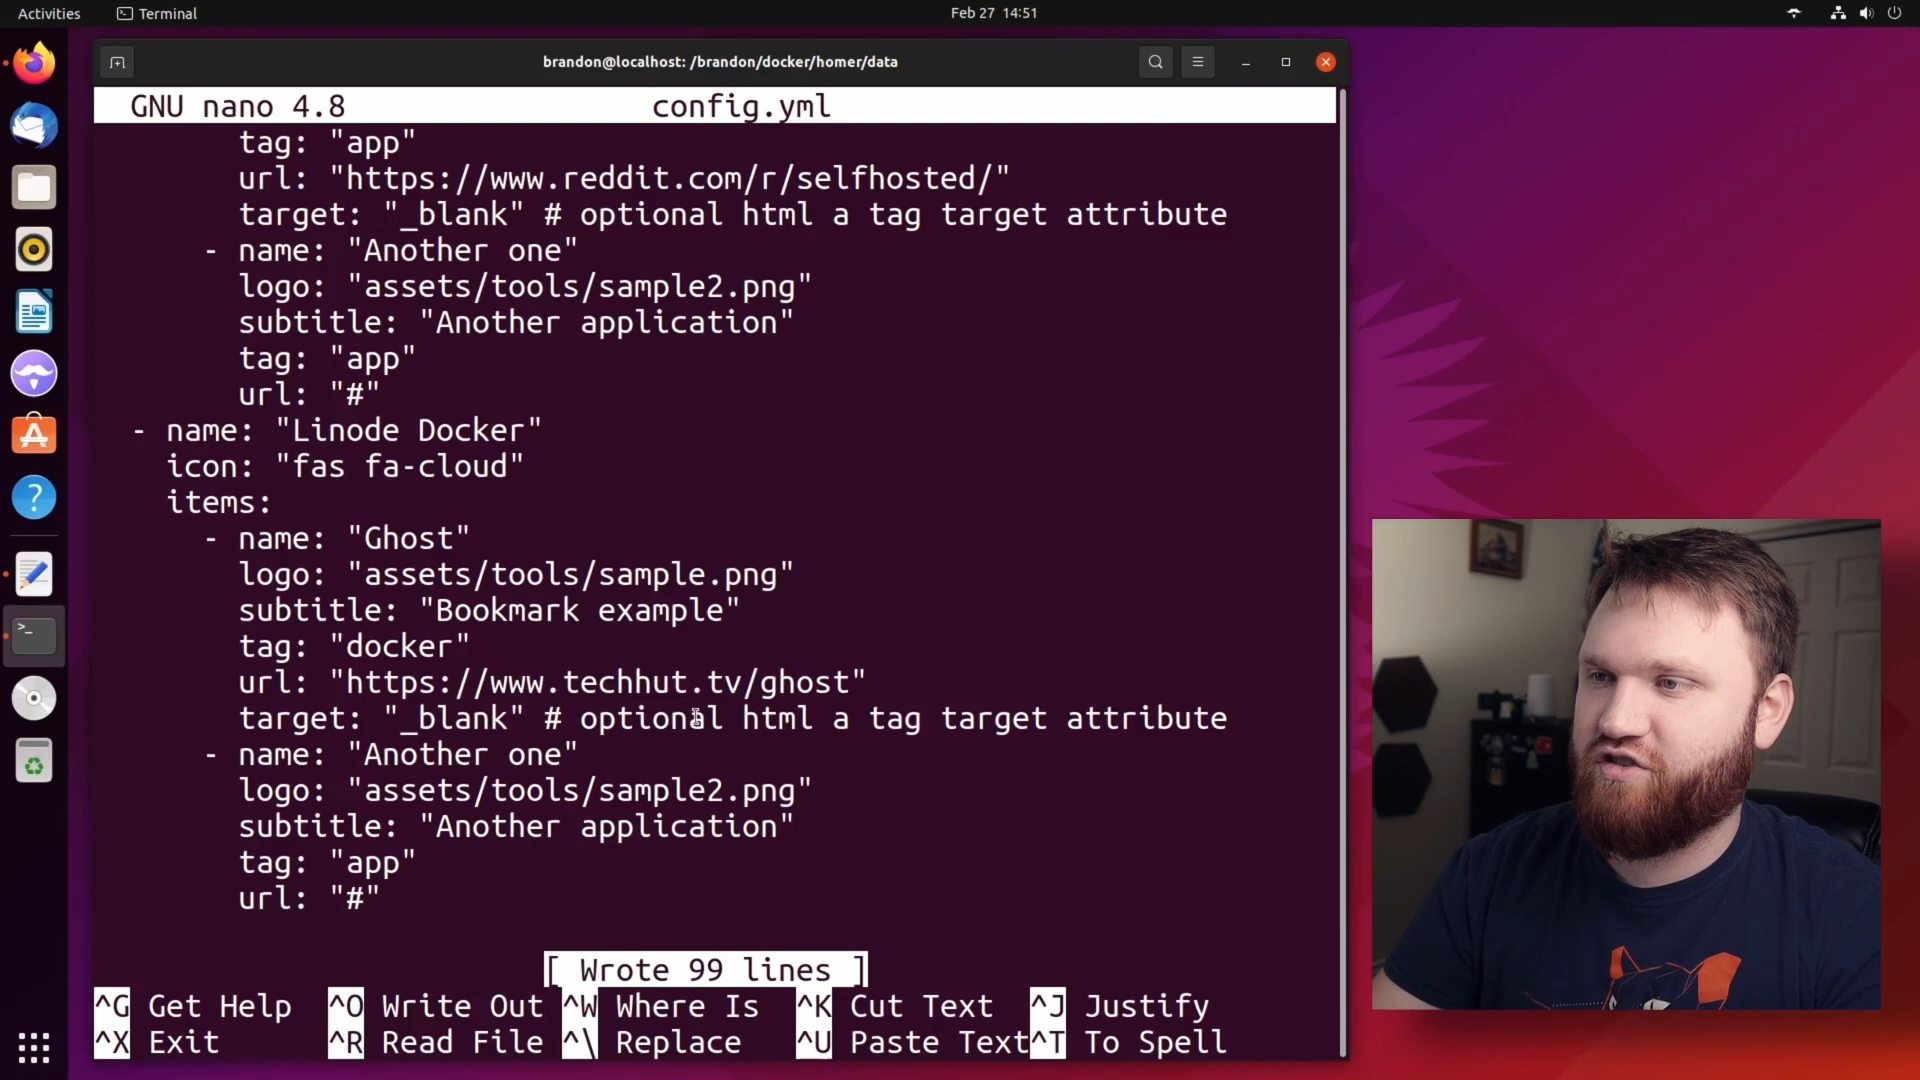 Activities
Terminal
Feb 27 14:51
brandon@localhost: /brandon/docker/homer/data
GNU nano 4.8 config.yml
tag: "app"
url: "https://www.reddit.com/r/selfhosted/"
target: "_blank" # optional html a tag target attribute
- name: "Another one"
logo: "assets/tools/sample2.png"
subtitle: "Another application"
tag: "app"
url: "#"
- name: "Linode Docker"
icon: "fas fa-cloud"
items:
- name: "Ghost"
logo: "assets/tools/sample.png"
subtitle: "Bookmark example"
tag: "docker"
url: "https://www.techhut.tv/ghost"
target: "_blank" # optional html a tag target attribute
- name: "Another one"
logo: "assets/tools/sample2.png"
subtitle: "Another application"
tag: "app"
url: "#"
[ Wrote 99 lines ]
^G Get Help ^O Write Out ^W Where Is ^K Cut Text ^J Justify
^X Exit ^R Read File ^\ Replace ^U Paste Text ^T To Spell